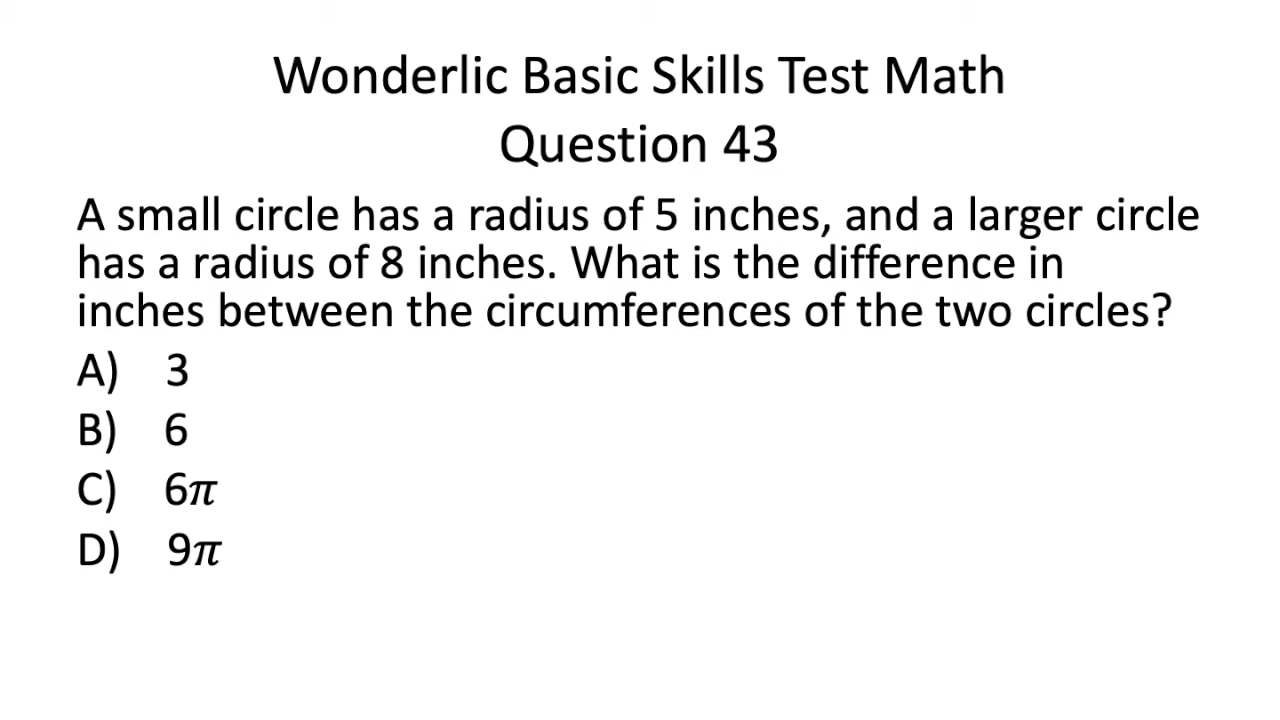 Wonderlic Basic Skills Test Math
Question 43
A small circle has a radius of 5 inches, and a larger circle
has a radius of 8 inches. What is the difference in
inches between the circumferences of the two circles?
A) 3
B) 6
C) 6𝜋
D) 9𝜋